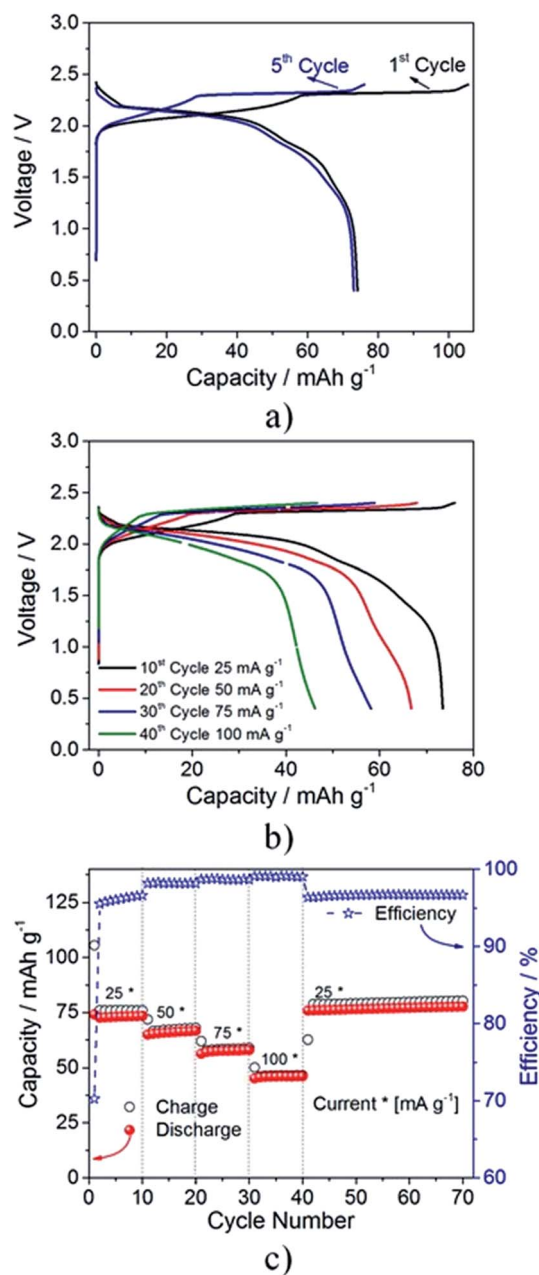 5th Cycle 1st Cycle
3.0
2.5
2.0
1.5
1.0
0.5
0.0
Voltage / V
0 20 40 60 80 100
Capacity / mAh g-1
a)
3.0
2.5
2.0
1.5
1.0
0.5
0.0
Voltage / V
10st Cycle 25 mA g-1
20th Cycle 50 mA g-1
30th Cycle 75 mA g-1
40th Cycle 100 mA g-1
0 20 40 60 80
Capacity / mAh g-1
b)
125
100
75
50
25
0
Capacity / mAh g-1
100
90
80
70
60
Efficiency / %
Efficiency
25 *
50 *
75 *
100 *
25 *
Charge
Discharge
Current * [mA g-1]
0 10 20 30 40 50 60 70
Cycle Number
c)